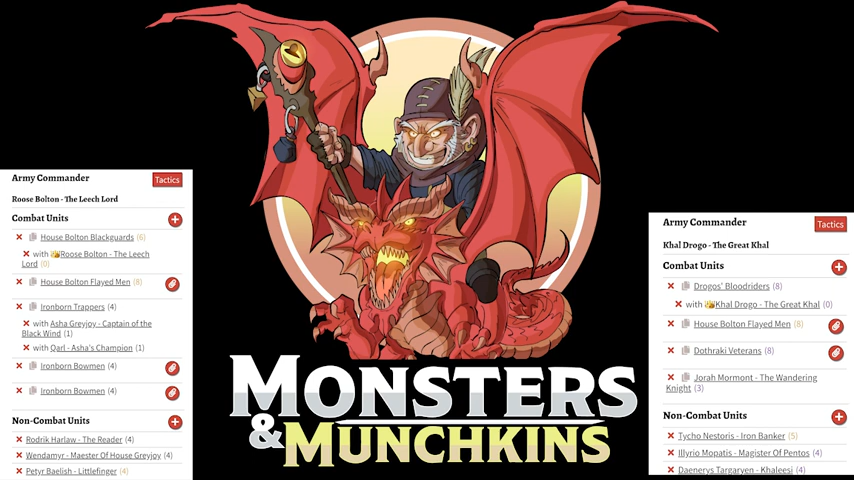 Army Commander
Tactics
Roose Bolton - The Leech Lord
Combat Units
House Bolton Blackguards (6)
with Roose Bolton - The Leech
Lord (0)
House Bolton Flayed Men (8)
Ironborn Trappers (4)
with Asha Greyjoy - Captain of the
Black Wind (1)
with Qarl - Asha's Champion (1)
Ironborn Bowmen (4)
Ironborn Bowmen (4)
Non-Combat Units
Rodrik Harlaw - The Reader (4)
Wendamyr - Maester Of House Greyjoy (4)
Petyr Baelish - Littlefinger (4)
MONSTERS
& MUNCHKINS
Army Commander
Tactics
Khal Drogo - The Great Khal
Combat Units
Drogos' Bloodriders (8)
with Khal Drogo - The Great Khal (0)
House Bolton Flayed Men (8)
Dothraki Veterans (8)
Jorah Mormont - The Wandering
Knight (3)
Non-Combat Units
Tycho Nestoris - Iron Banker (5)
Illyrio Mopatis - Magister Of Pentos (4)
Daenerys Targaryen - Khaleesi (4)